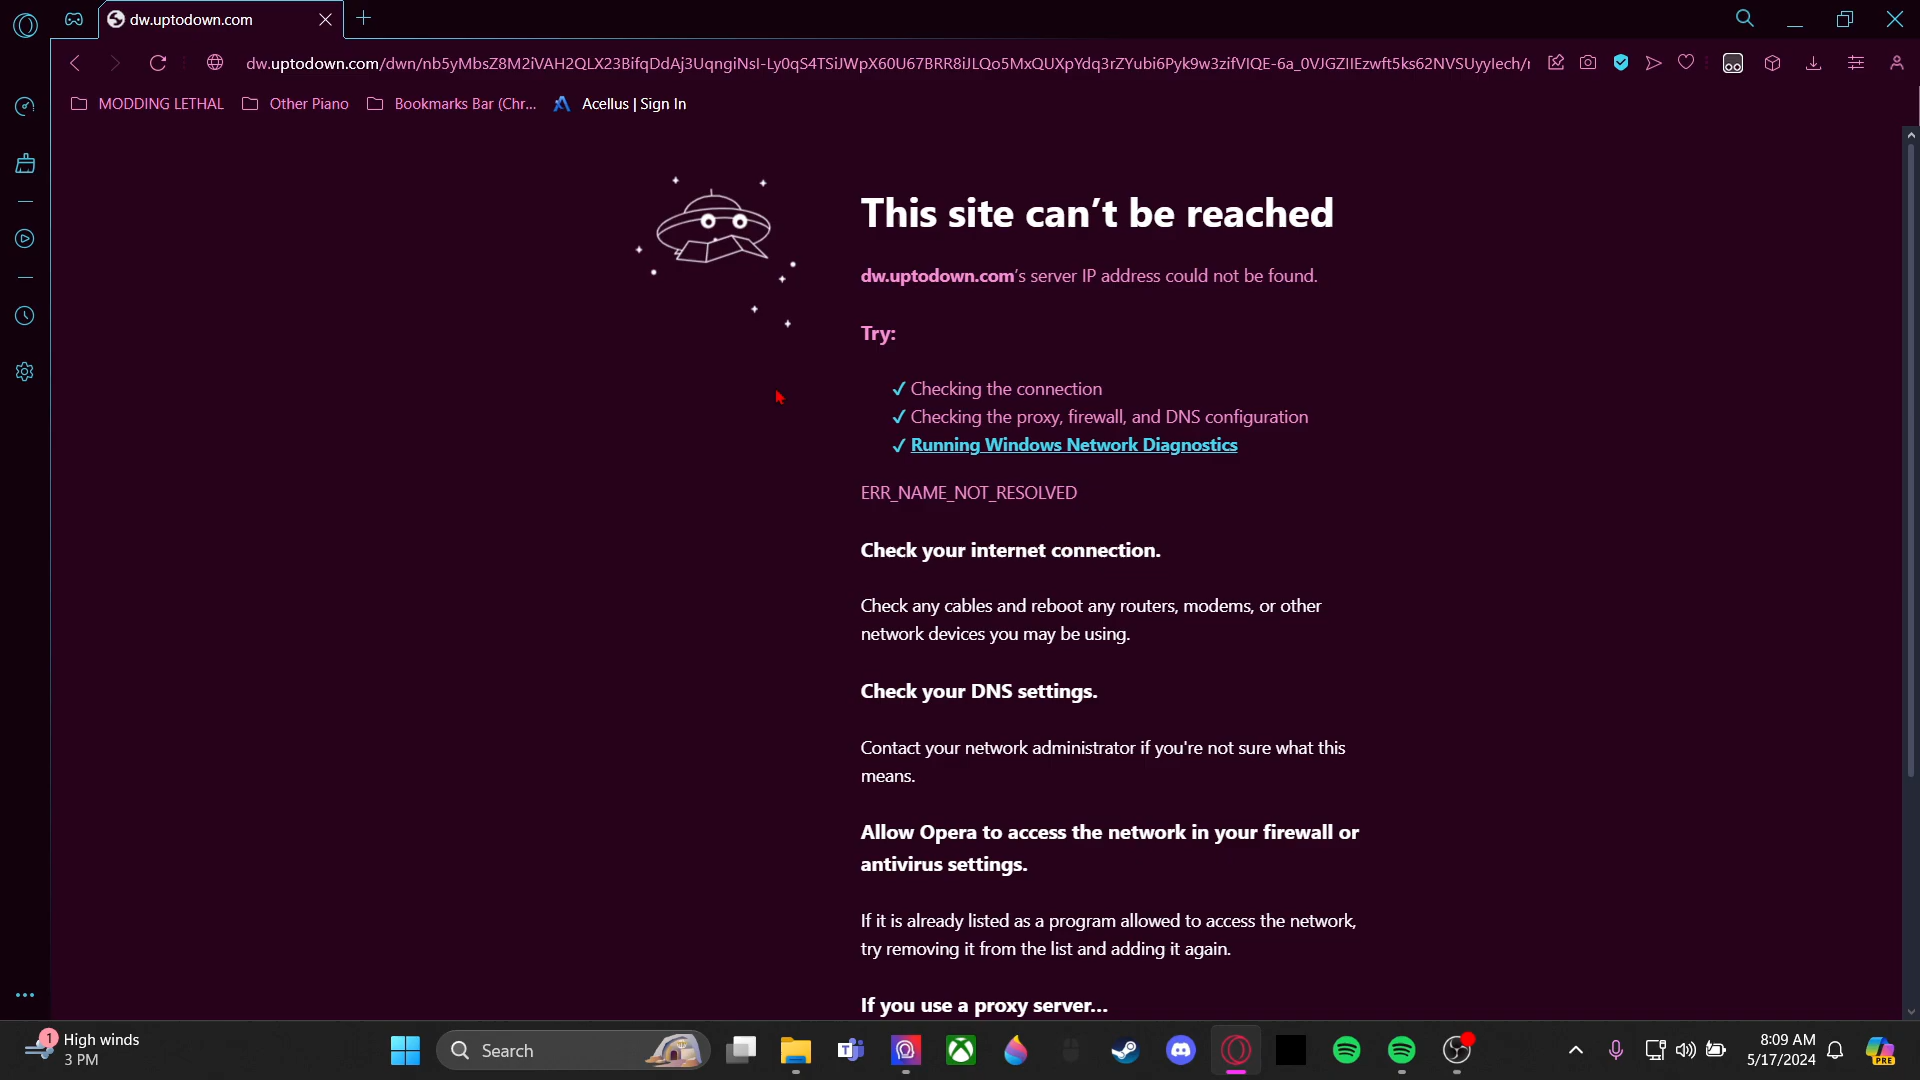 dw.uptodown.com
dw.uptodown.com/dwn/nb5yMbsZ8M2iVAH2QLX23BifqDdAj3UqngiNsI-Ly0qS4TSiJWpX60U67BRR8iJLQo5MxQUXpYdq3rZYubi6Pyk9w3zifVIQE-6a_0VJGZIIEzwft5ks62NVSUyyIech/r
MODDING LETHAL
Other Piano
Bookmarks Bar (Chr...
Acellus | Sign In
This site can’t be reached
dw.uptodown.com’s server IP address could not be found.
Try:
Checking the connection
Checking the proxy, firewall, and DNS configuration
Running Windows Network Diagnostics
ERR_NAME_NOT_RESOLVED
Check your internet connection.
Check any cables and reboot any routers, modems, or other
network devices you may be using.
Check your DNS settings.
Contact your network administrator if you're not sure what this
means.
Allow Opera to access the network in your firewall or
antivirus settings.
If it is already listed as a program allowed to access the network,
try removing it from the list and adding it again.
If you use a proxy server...
1
High winds
3 PM
Search
8:09 AM
5/17/2024
PRE